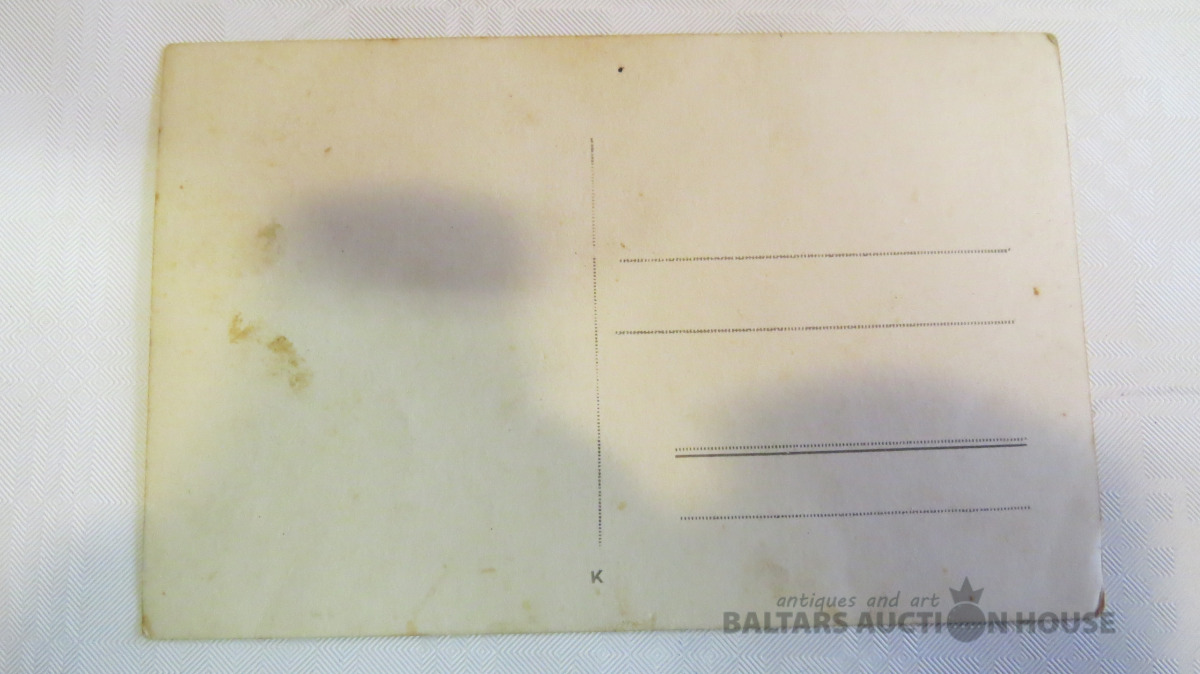 K
antiques and art
BALTARS AUCTION HOUSE